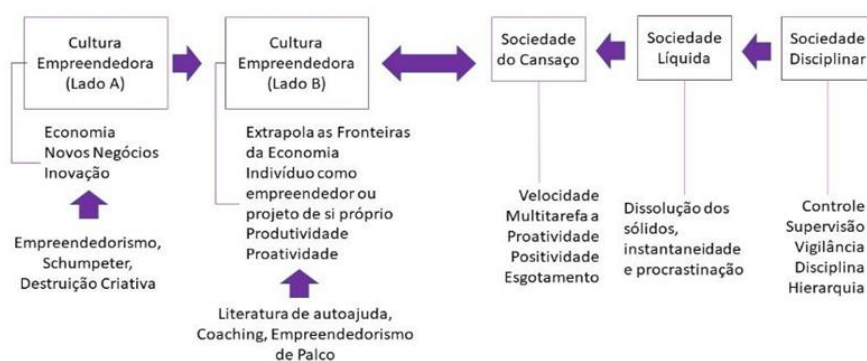 Cultura
Empreendedora
(Lado A)
Economia
Novos Negócios
Inovação
Empreendedorismo,
Schumpeter,
Destruição Criativa
Cultura
Empreendedora
(Lado B)
Extrapola as Fronteiras
da Economia
Indivíduo como
empreendedor ou
projeto de si próprio
Produtividade
Proatividade
Literatura de autoajuda,
Coaching, Empreendedorismo
de Palco
Sociedade
do Cansaço
Velocidade
Multitarefa a
Proatividade
Positividade
Esgotamento
Sociedade
Líquida
Dissolução dos
sólidos,
instantaneidade
e procrastinação
Sociedade
Disciplinar
Controle
Supervisão
Vigilância
Disciplina
Hierarquia